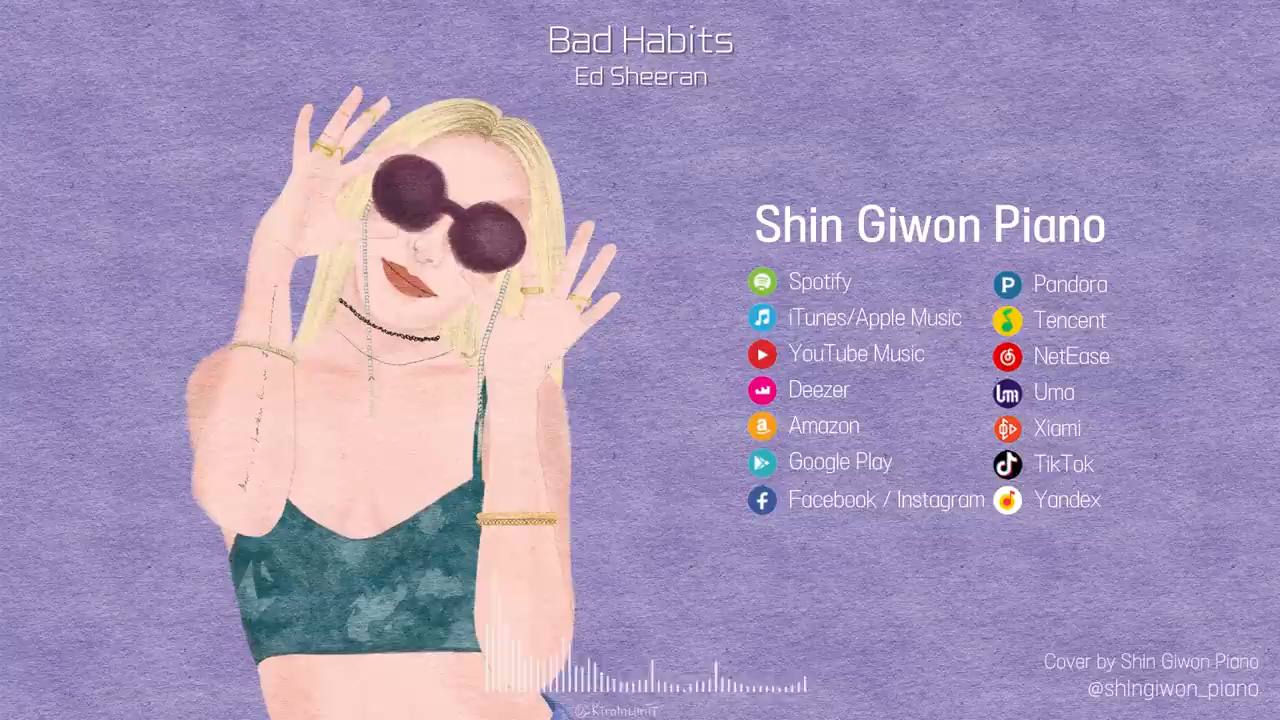 Bad Habits
Ed Sheeran
Shin Giwon Piano
Spotify
iTunes/Apple Music
YouTube Music
Deezer
Amazon
Google Play
Facebook / Instagram
Pandora
Tencent
NetEase
Uma
Xiami
TikTok
Yandex
Cover by Shin Giwon Piano
@shingiwon_piano